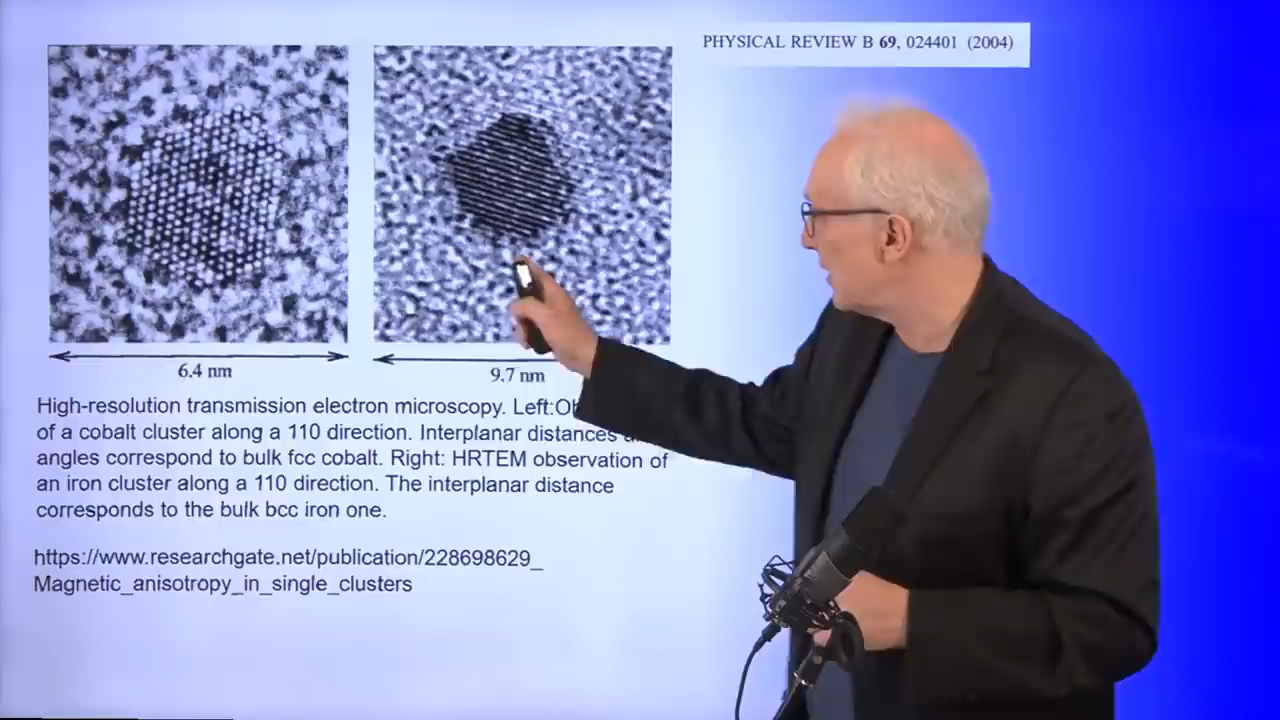 PHYSICAL REVIEW B 69, 024401 (2004)
6.4 nm
9.7 nm
High-resolution transmission electron microscopy. Left:
of a cobalt cluster along a 110 direction. Interplanar distances
angles correspond to bulk fcc cobalt. Right: HRTEM observation of
an iron cluster along a 110 direction. The interplanar distance
corresponds to the bulk bcc iron one.
https://www.researchgate.net/publication/228698629_
Magnetic_anisotropy_in_single_clusters